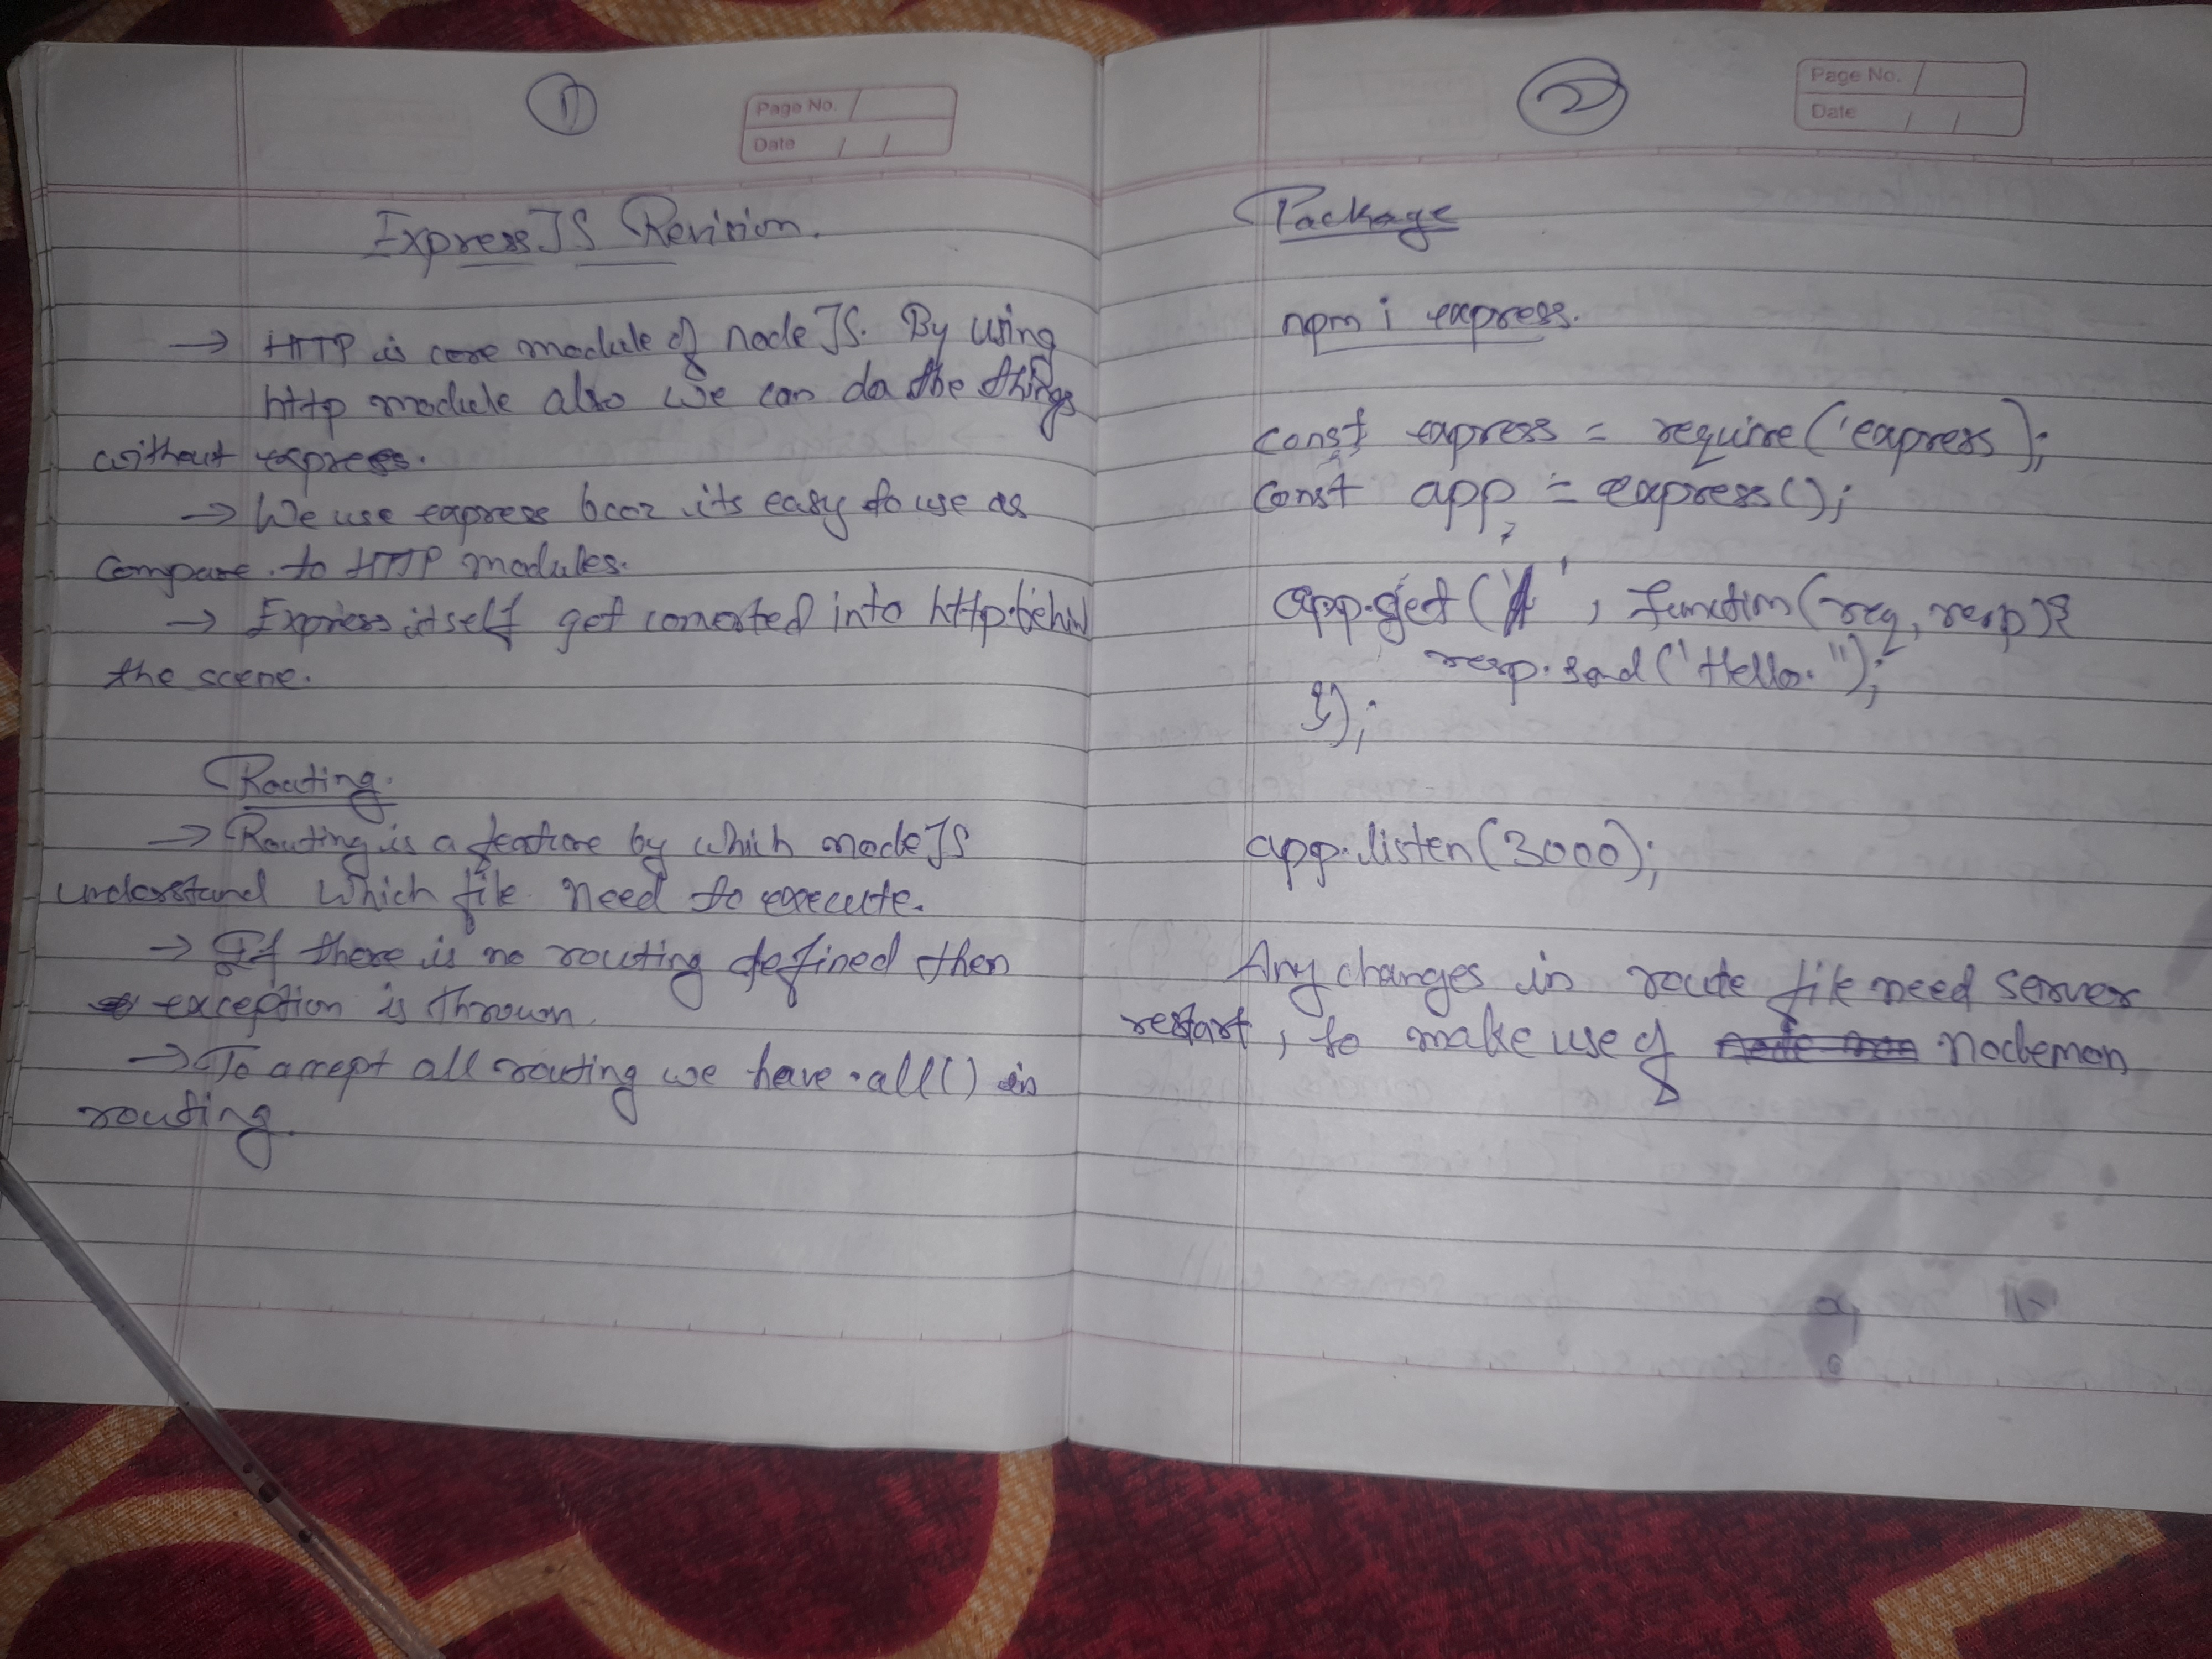 1
Page No.
Date / /
ExpressJS Revision.
→ HTTP is core module of node JS. By using
http module also we can do the things
without express.
→ We use express bcoz its easy to use as
compare to HTTP modules.
→ Express itself get converted into http behind
the scene.
Routing.
→ Routing is a feature by which nodeJS
understand which file need to execute.
→ If there is no routing defined then
exception is thrown.
→ To accept all routing we have .all() in
routing.
2
Page No.
Date / /
Package
npm i express.
const express = require('express);
const app = express();
app.get('/', function(req, resp){
resp.send('Hello.");
});
app.listen(3000);
Any changes in route file need server
restart, to make use of nodemon